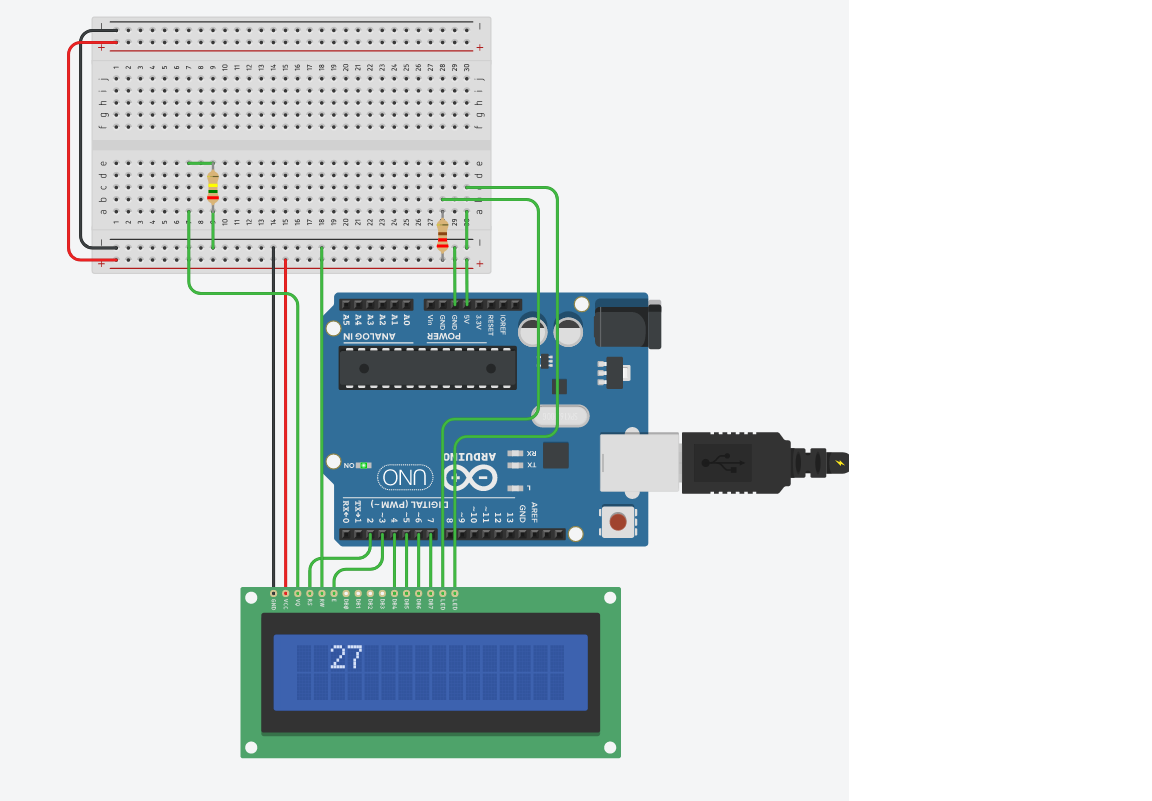 1 2 3 4 5 6 7 8 9 10 11 12 13 14 15 16 17 18 19 20 21 22 23 24 25 26 27 28 29 30
j j
i i
h h
g g
f f
e e
d
c c
b b
a a
1 2 3 4 5 6 7 8 9 10 11 12 13 14 15 16 17 18 19 20 21 22 23 24 25 26 27 28 29 30
A5 A4 A3 A2 A1 A0 Vin GND GND 5V 3.3V RESET IOREF
ANALOG IN POWER
ARDUINO
RX
ON TX
UNO
L
DIGITAL (PWM~)
RX←0 TX→1 2 ~3 4 ~5 ~6 7 8 ~9 ~10 ~11 12 13 GND AREF
GND VCC V0 RS RW E DB0 DB1 DB2 DB3 DB4 DB5 DB6 DB7 LED LED
27